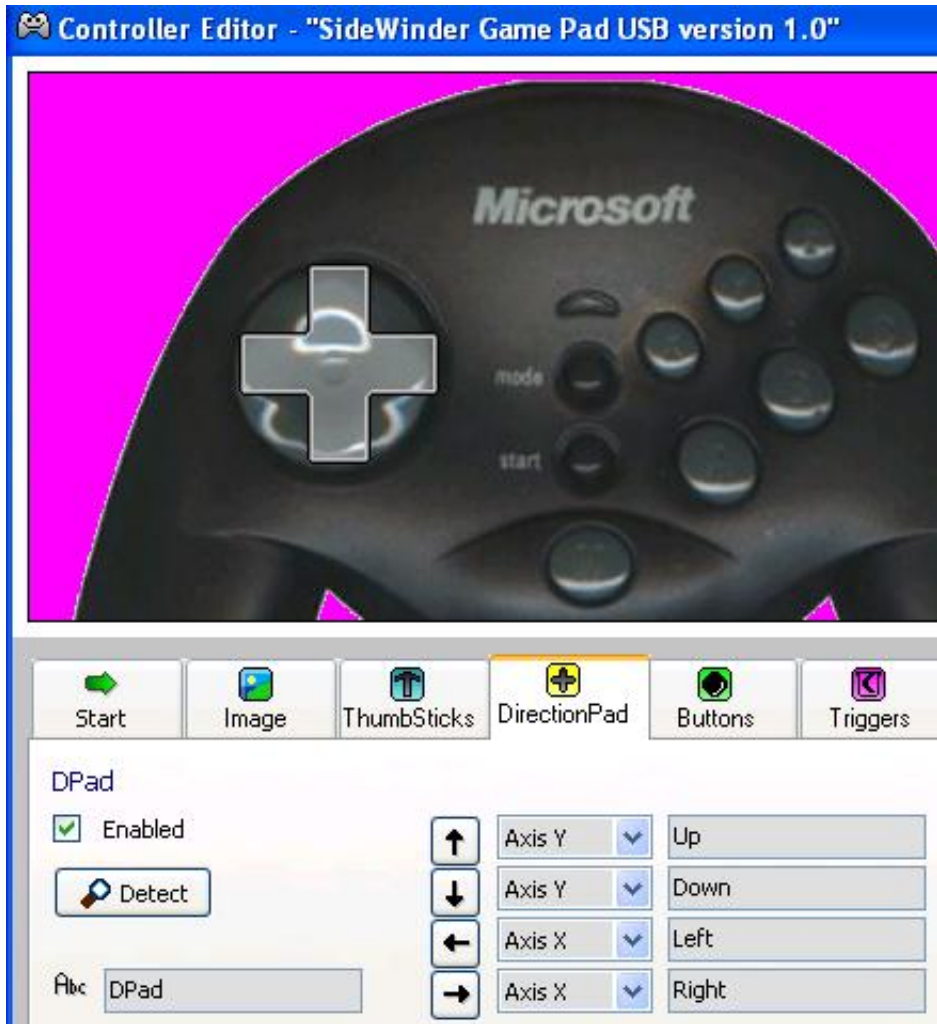 Controller Editor - "SideWinder Game Pad USB version 1.0"
Microsoft
mode
start
Start Image ThumbSticks DirectionPad Buttons Triggers
DPad
Enabled
Axis Y Up
Detect
Axis Y Down
Axis X Left
Abc DPad
Axis X Right